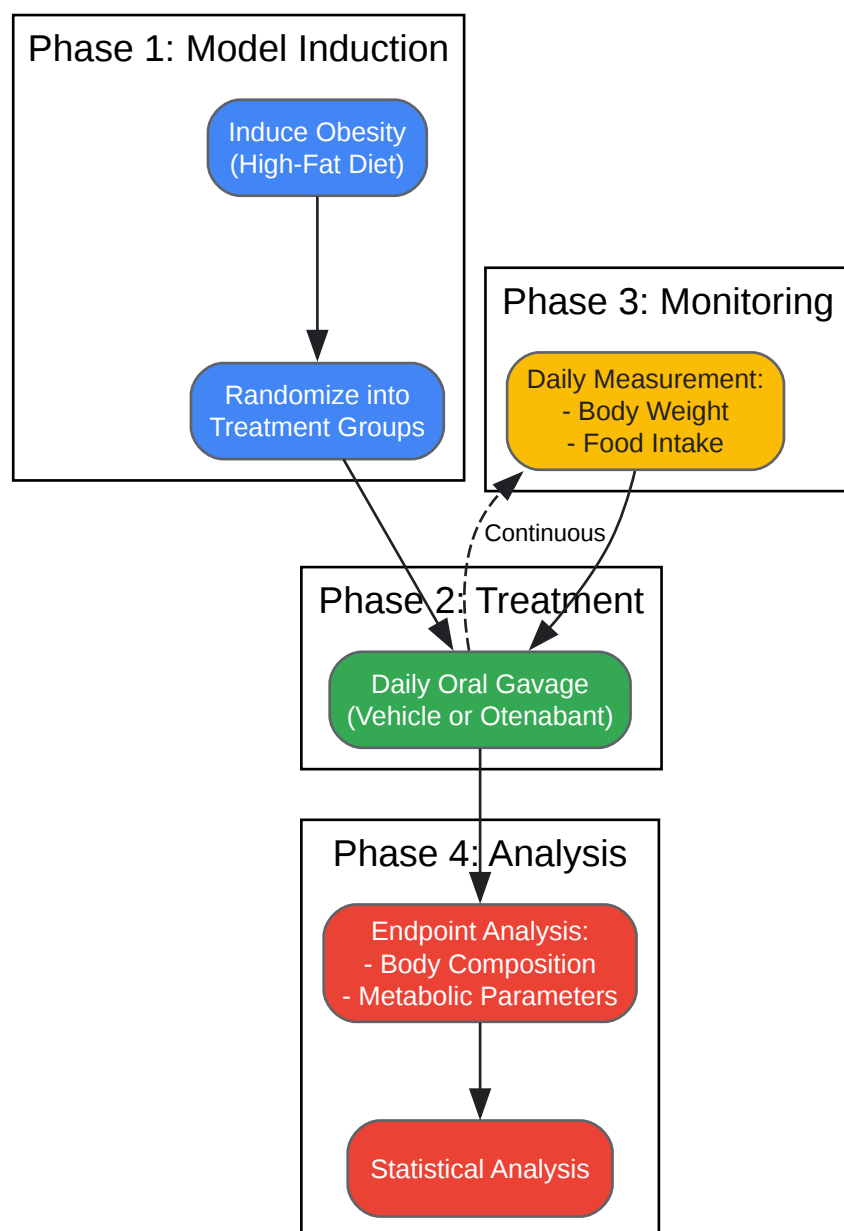 Phase 1: Model Induction
Induce Obesity
(High-Fat Diet)
Randomize into
Treatment Groups
Phase 3: Monitoring
Daily Measurement:
- Body Weight
- Food Intake
Continuous
Phase 2: Treatment
Daily Oral Gavage
(Vehicle or Otenabant)
Phase 4: Analysis
Endpoint Analysis:
- Body Composition
- Metabolic Parameters
Statistical Analysis